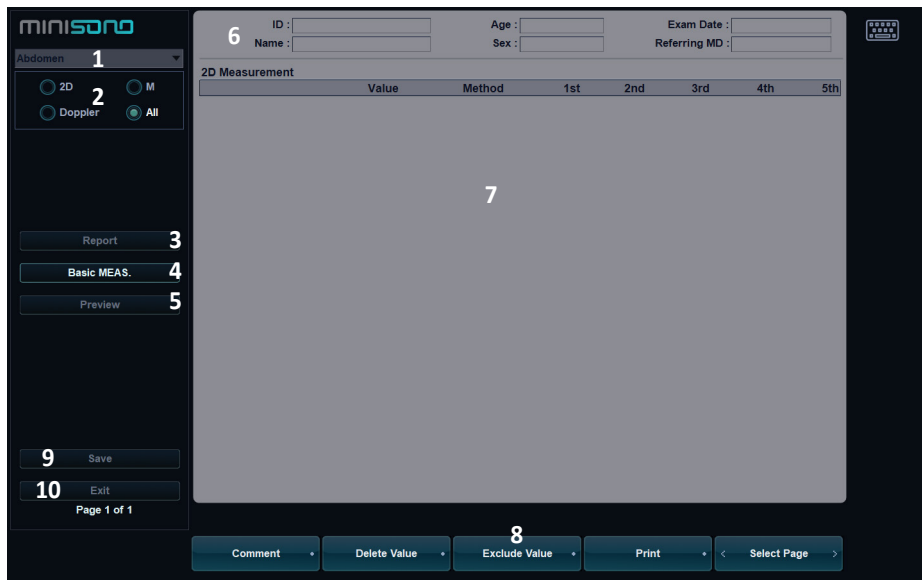 minisono
ID : Age : Exam Date :
6
Name : Sex : Referring MD :
Abdomen 1
2D M
2
Doppler All
2D Measurement
Value Method 1st 2nd 3rd 4th 5th
7
Report 3
Basic MEAS. 4
Preview 5
9 Save
10 Exit
Page 1 of 1
8
Comment Delete Value Exclude Value Print < Select Page >